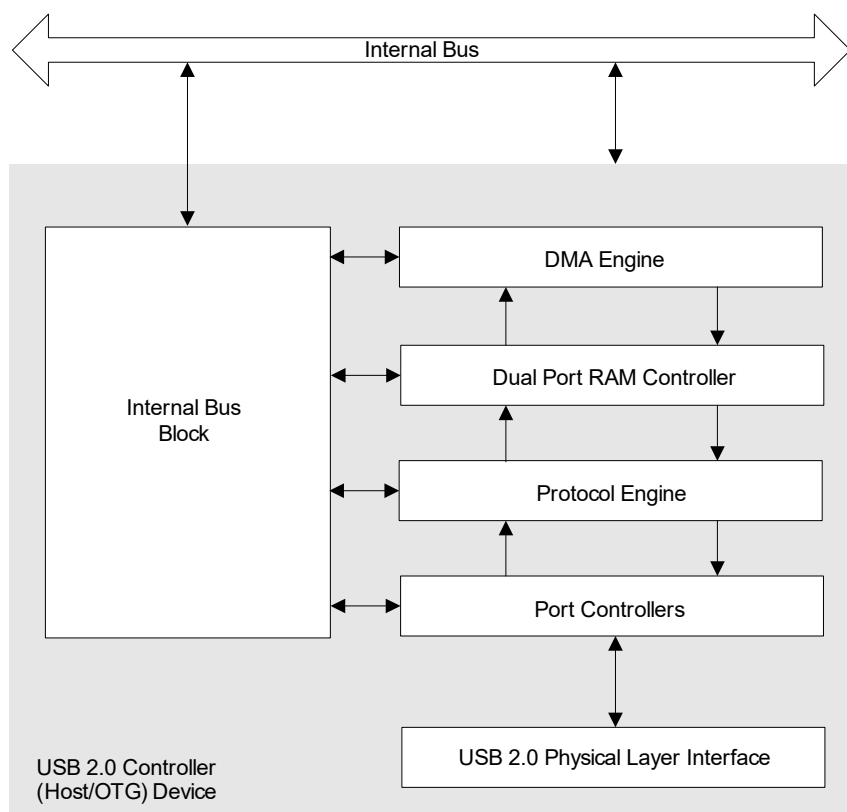 Internal Bus
DMA Engine
Dual Port RAM Controller
Internal Bus
Block
Protocol Engine
Port Controllers
USB 2.0 Physical Layer Interface
USB 2.0 Controller
(Host/OTG) Device